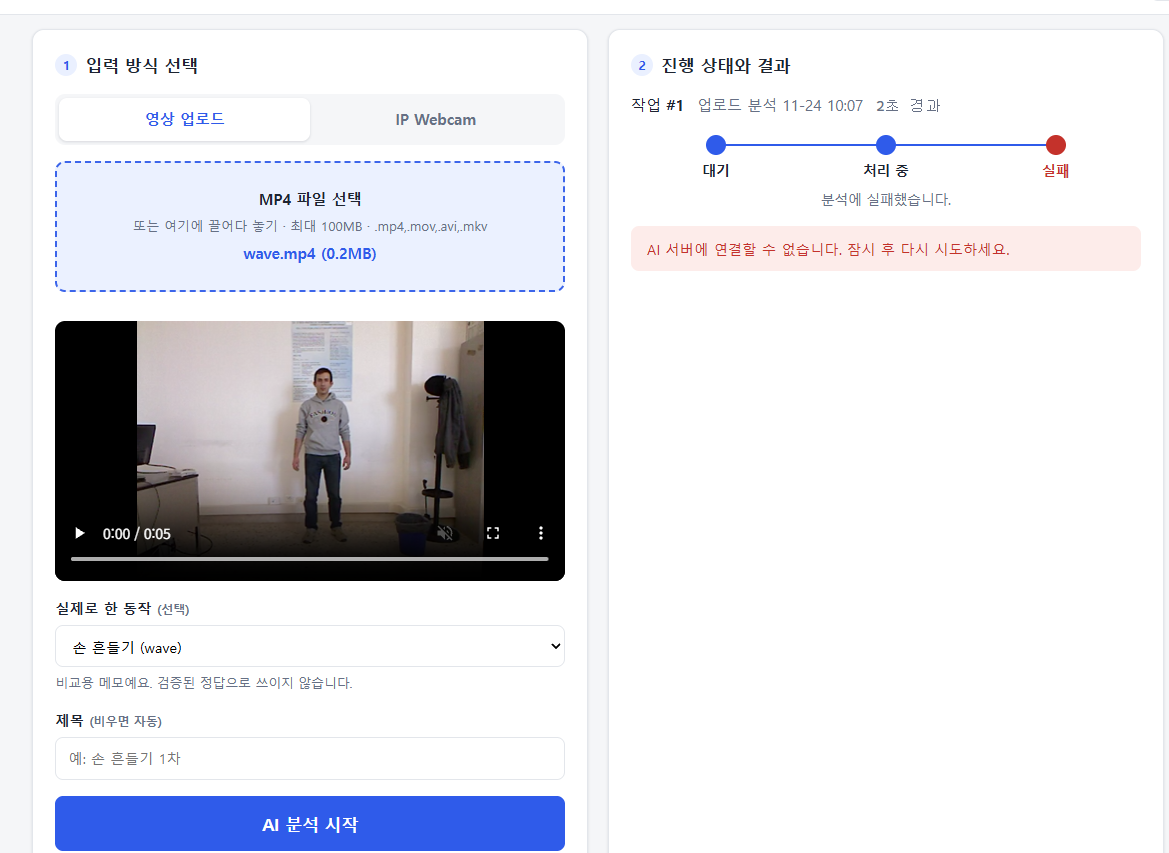 1 입력 방식 선택
영상 업로드
IP Webcam
MP4 파일 선택
또는 여기에 끌어다 놓기 · 최대 100MB · .mp4,.mov,.avi,.mkv
wave.mp4 (0.2MB)
0:00 / 0:05
실제로 한 동작 (선택)
손 흔들기 (wave)
비교용 메모예요. 검증된 정답으로 쓰이지 않습니다.
제목 (비우면 자동)
예: 손 흔들기 1차
AI 분석 시작
2 진행 상태와 결과
작업 #1 업로드 분석 11-24 10:07 2초 경과
대기
처리 중
실패
분석에 실패했습니다.
AI 서버에 연결할 수 없습니다. 잠시 후 다시 시도하세요.